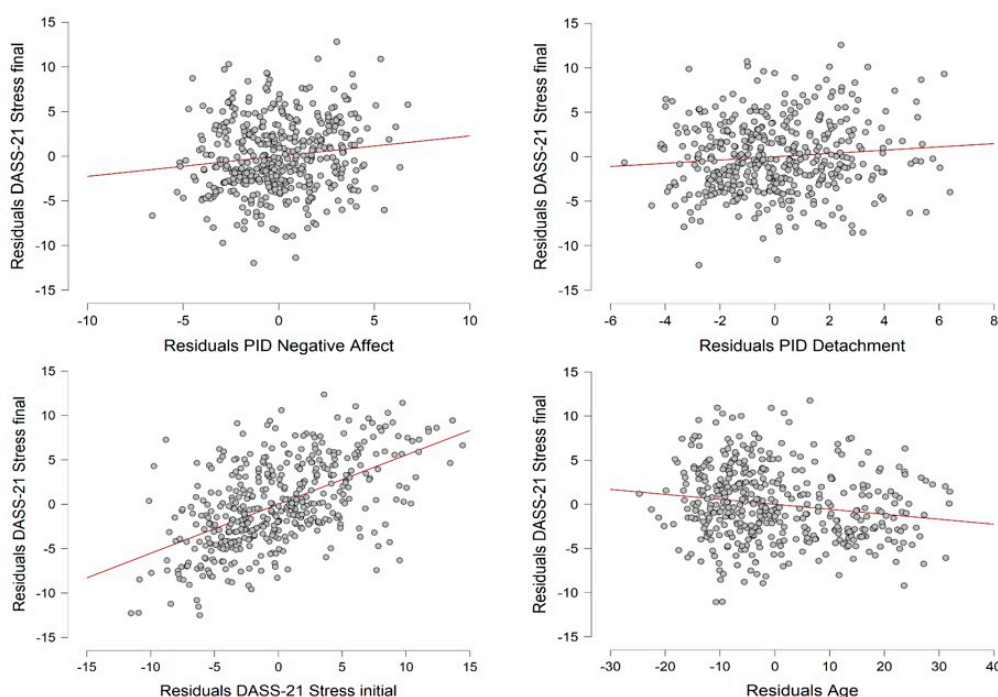 Residuals DASS-21 Stress final
15
10
5
0
-5
-10
-15
-10 -5 0 5 10
Residuals PID Negative Affect
Residuals DASS-21 Stress final
15
10
5
0
-5
-10
-15
-6 -4 -2 0 2 4 6 8
Residuals PID Detachment
Residuals DASS-21 Stress final
15
10
5
0
-5
-10
-15
-15 -10 -5 0 5 10 15
Residuals DASS-21 Stress initial
Residuals DASS-21 Stress final
15
10
5
0
-5
-10
-15
-30 -20 -10 0 10 20 30 40
Residuals Age